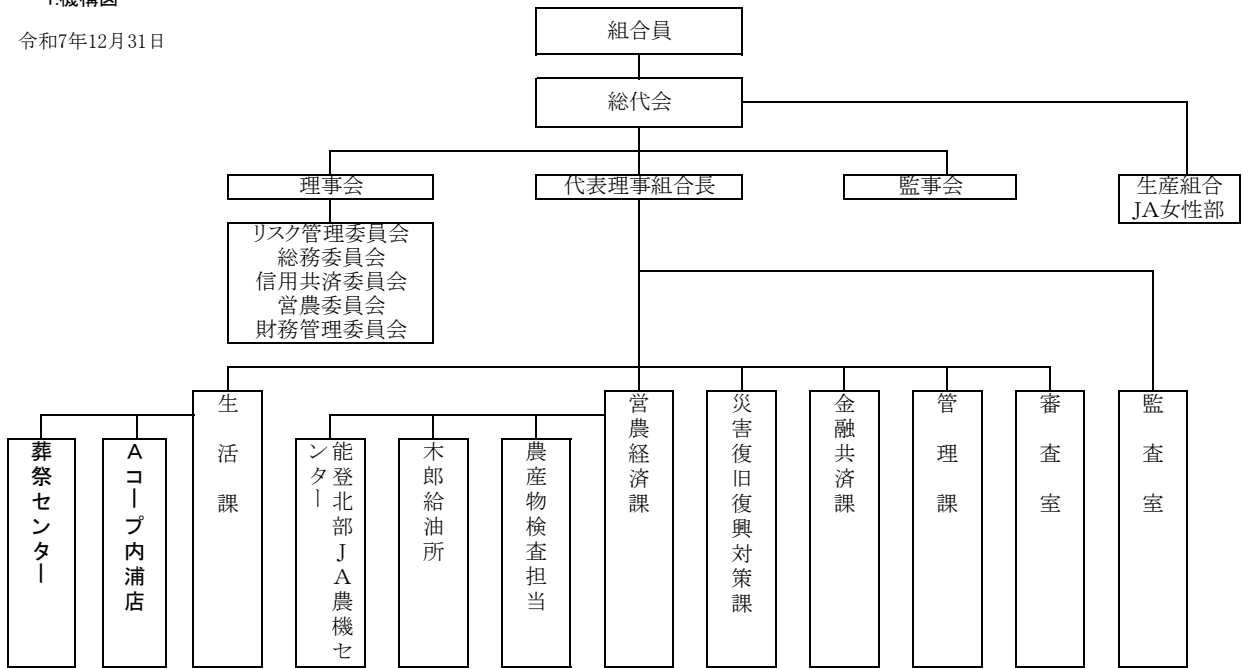 1.機構図
令和7年12月31日
組合員
総代会
理事会
代表理事組合長
監事会
生産組合
JA女性部
リスク管理委員会
総務委員会
信用共済委員会
営農委員会
財務管理委員会
葬祭センター
Aコープ内浦店
生活課
能登北部JA農機セ
ンター
木郎給油所
農産物検査担当
営農経済課
災害復旧復興対策課
金融共済課
管理課
審査室
監査室